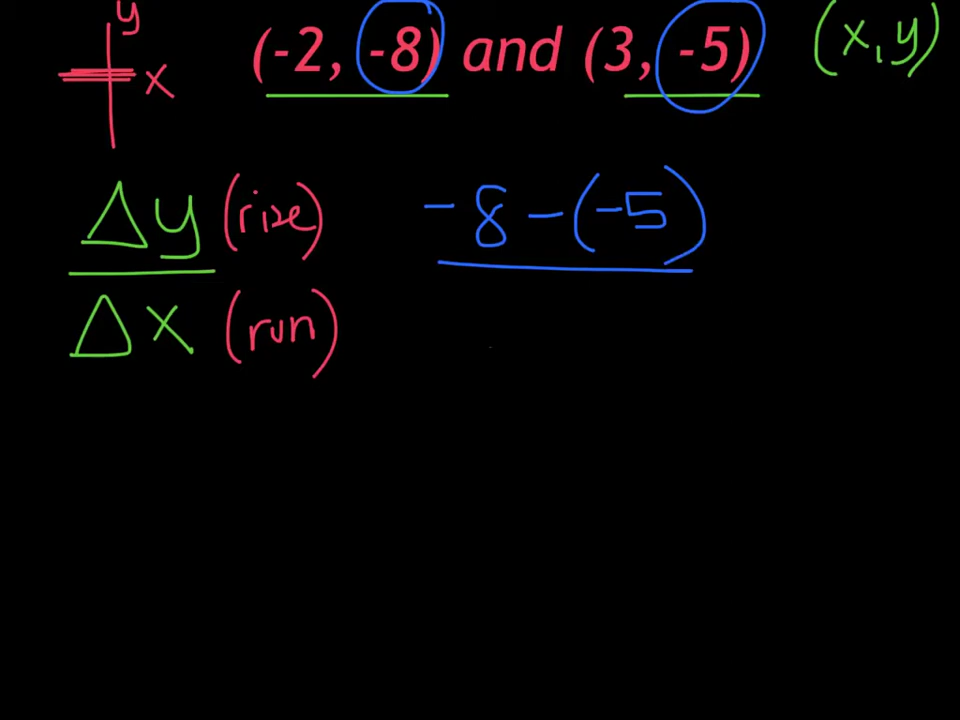 y
x
(-2, -8) and (3, -5)
(x, y)
Δy (rise)
Δx (run)
-8-(-5)